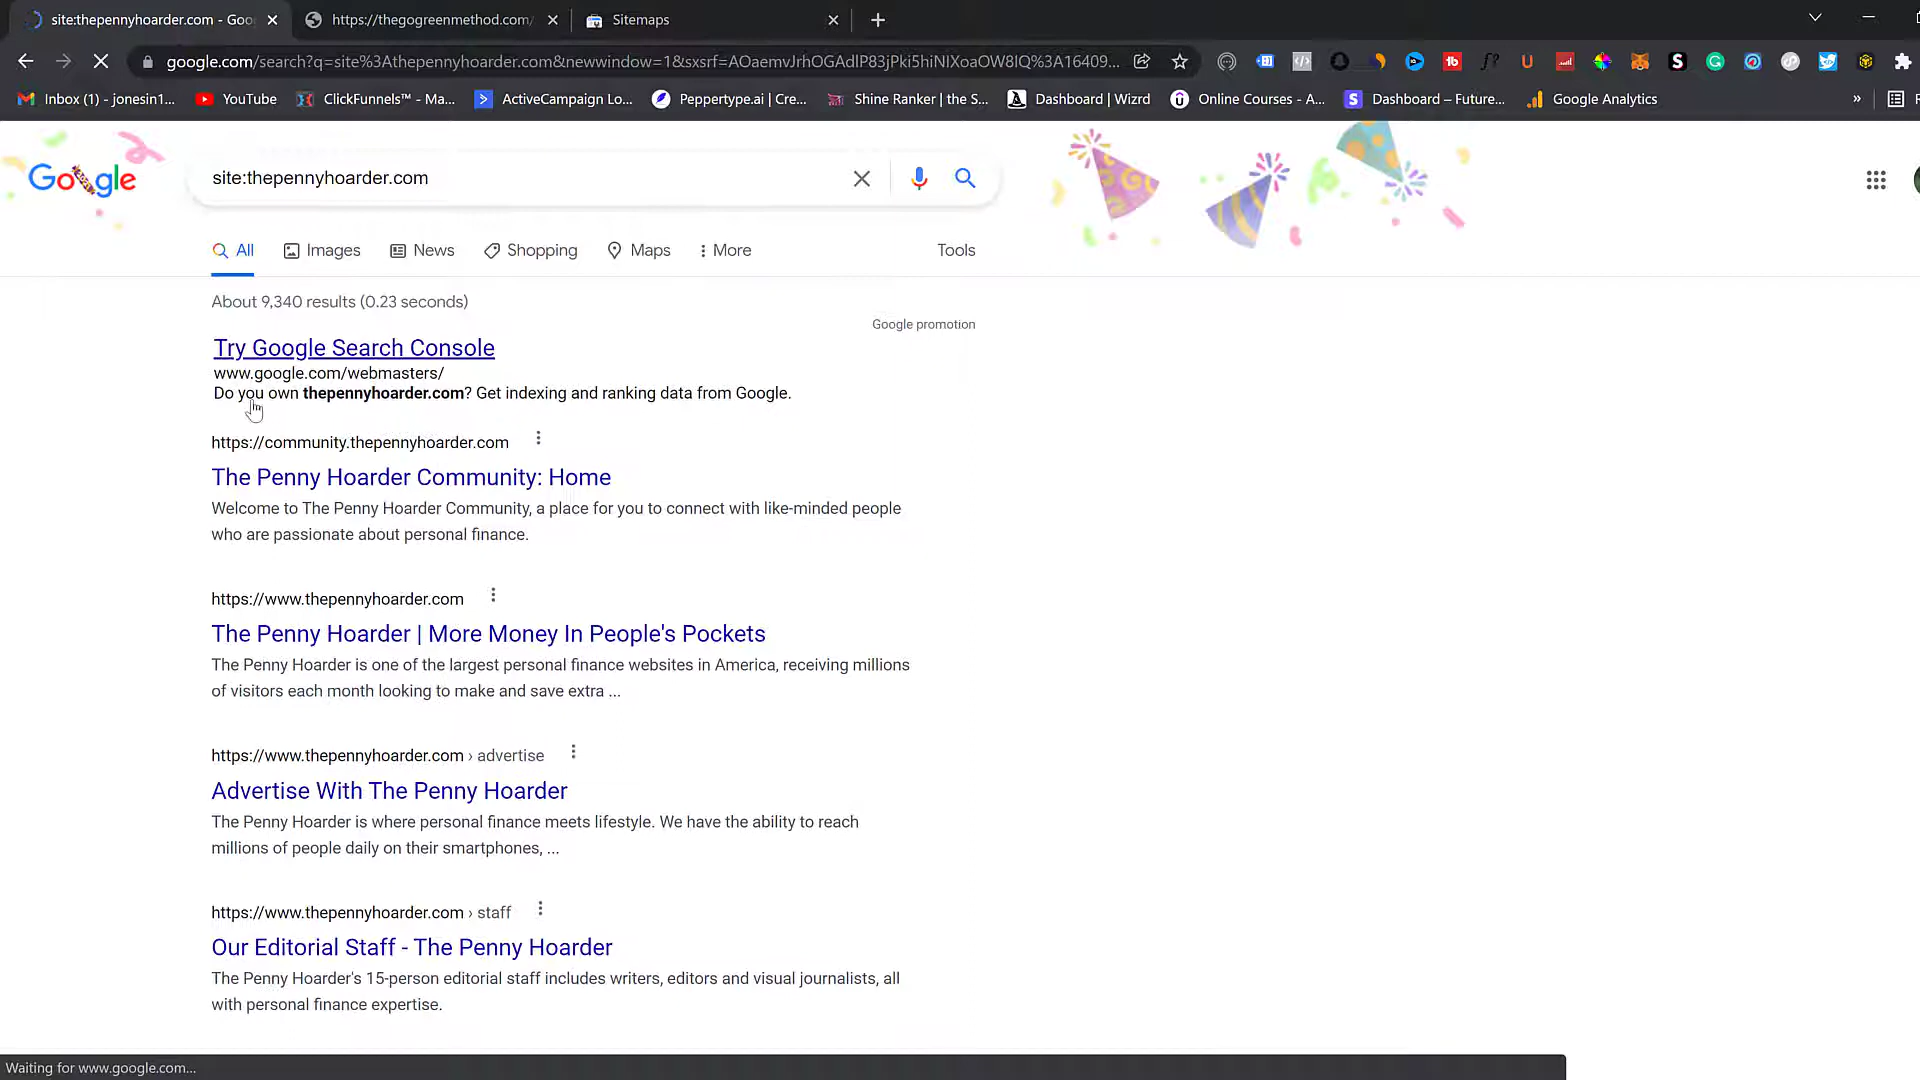 site:thepennyhoarder.com - Goo
https://thegogreenmethod.com/
Sitemaps
google.com/search?q=site%3Athepennyhoarder.com&newwindow=1&sxsrf=AOaemvJrhOGAdlP83jPki5hiNIXoaOW8IQ%3A16409...
Inbox (1) - jonesin1...
YouTube
ClickFunnels™ - Ma...
ActiveCampaign Lo...
Peppertype.ai | Cre...
Shine Ranker | the S...
Dashboard | Wizrd
Online Courses - A...
Dashboard – Future...
Google Analytics
»
Google
site:thepennyhoarder.com
All
Images
News
Shopping
Maps
More
Tools
About 9,340 results (0.23 seconds)
Google promotion
Try Google Search Console
www.google.com/webmasters/
Do you own thepennyhoarder.com? Get indexing and ranking data from Google.
https://community.thepennyhoarder.com
The Penny Hoarder Community: Home
Welcome to The Penny Hoarder Community, a place for you to connect with like-minded people
who are passionate about personal finance.
https://www.thepennyhoarder.com
The Penny Hoarder | More Money In People's Pockets
The Penny Hoarder is one of the largest personal finance websites in America, receiving millions
of visitors each month looking to make and save extra ...
https://www.thepennyhoarder.com › advertise
Advertise With The Penny Hoarder
The Penny Hoarder is where personal finance meets lifestyle. We have the ability to reach
millions of people daily on their smartphones, ...
https://www.thepennyhoarder.com › staff
Our Editorial Staff - The Penny Hoarder
The Penny Hoarder's 15-person editorial staff includes writers, editors and visual journalists, all
with personal finance expertise.
Waiting for www.google.com...